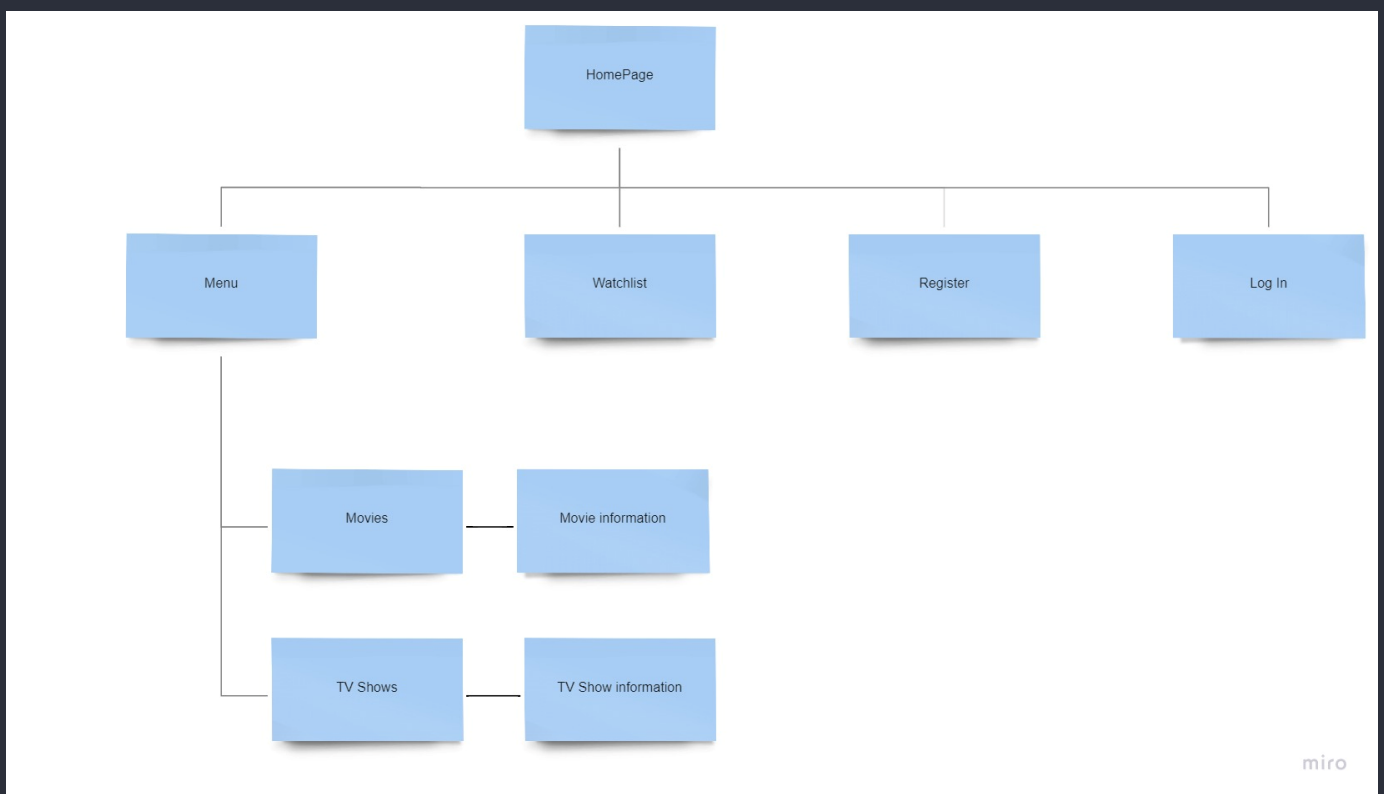 HomePage
Menu
Watchlist
Register
Log In
Movies
Movie information
TV Shows
TV Show information
miro